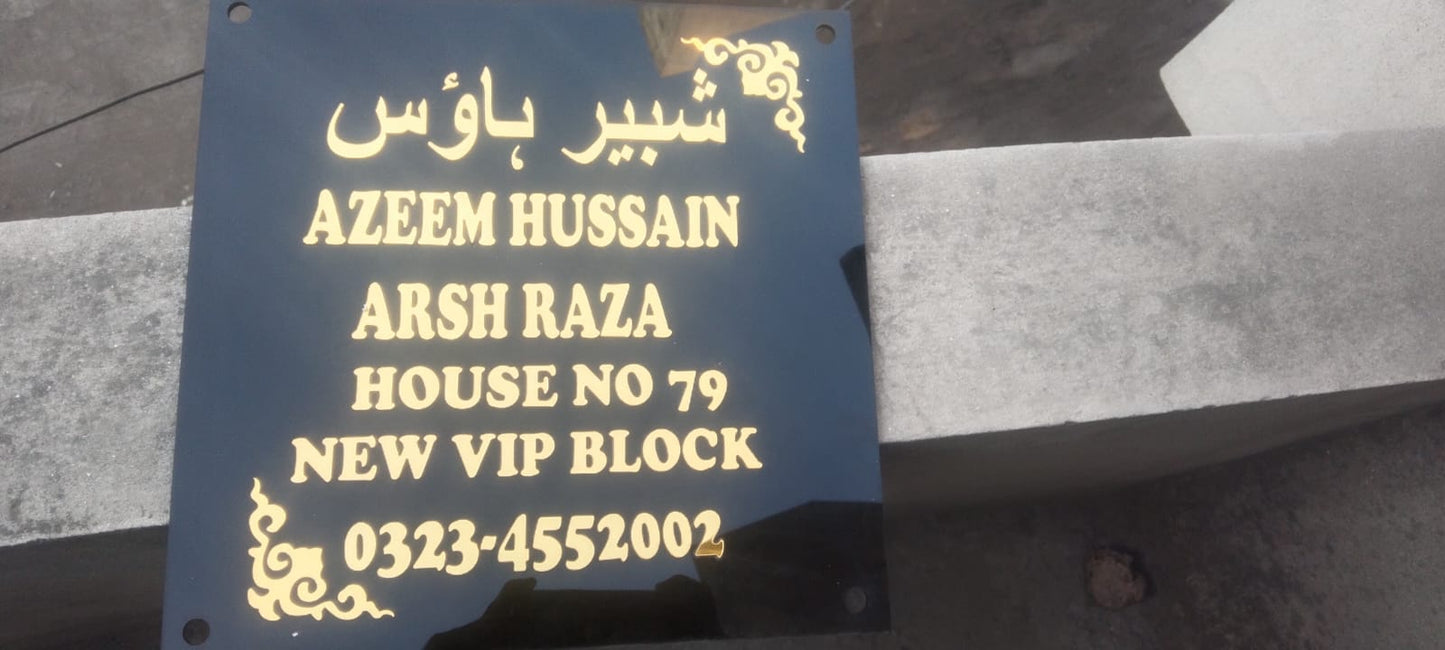 شبیر ہاؤس
AZEEM HUSSAIN
ARSH RAZA
HOUSE NO 79
NEW VIP BLOCK
0323-4552002